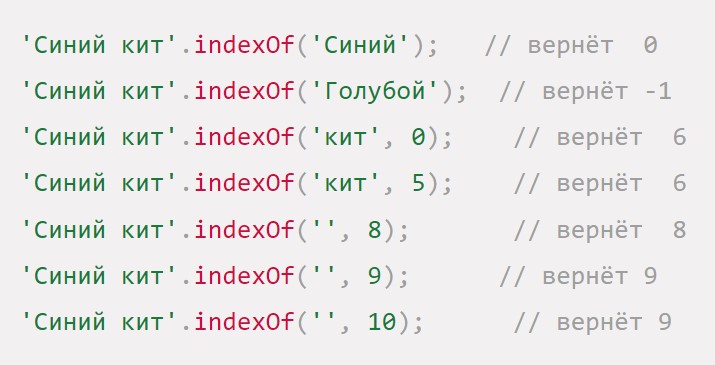 'Синий кит'.indexOf('Синий');   // вернёт  0
'Синий кит'.indexOf('Голубой');  // вернёт -1
'Синий кит'.indexOf('кит', 0);    // вернёт  6
'Синий кит'.indexOf('кит', 5);    // вернёт  6
'Синий кит'.indexOf('', 8);       // вернёт  8
'Синий кит'.indexOf('', 9);      // вернёт 9
'Синий кит'.indexOf('', 10);      // вернёт 9